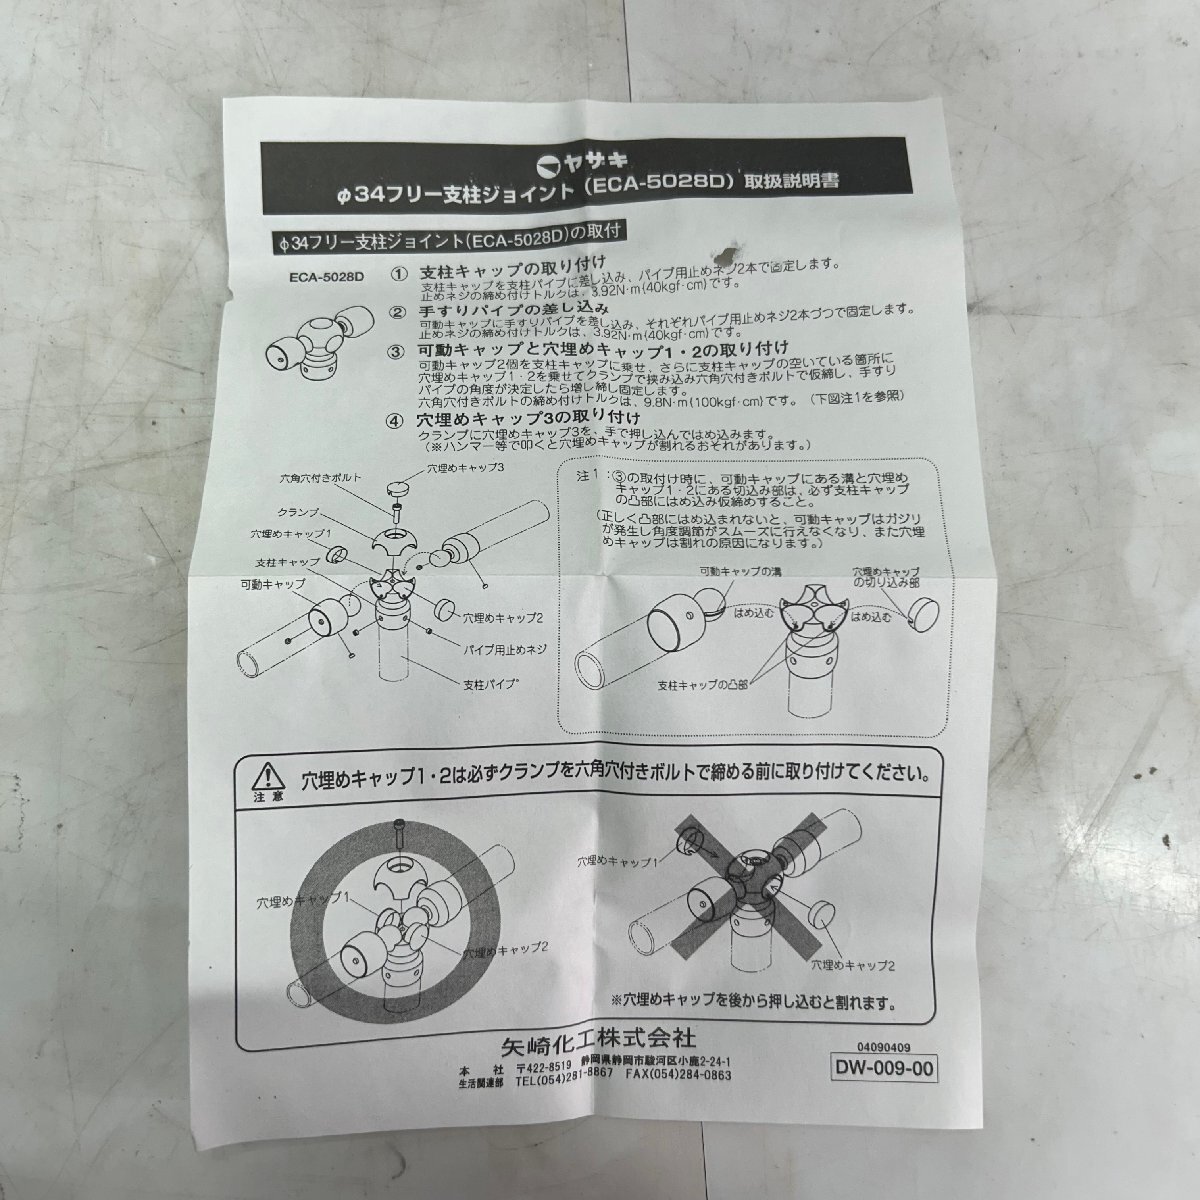 ヤザキ
φ34フリー支柱ジョイント(ECA-5028D)取扱説明書
φ34フリー支柱ジョイント(ECA-5028D)の取付
ECA-5028D
① 支柱キャップの取り付け
支柱キャップを支柱パイプに差し込み、パイプ用止めネジ2本で固定します。
止めネジの締め付けトルクは、3.92N・m{40kgf・cm}です。
② 手すりパイプの差し込み
可動キャップに手すりパイプを差し込み、それぞれパイプ用止めネジ2本づつで固定します。
止めネジの締め付けトルクは、3.92N・m{40kgf・cm}です。
③ 可動キャップと穴埋めキャップ1・2の取り付け
可動キャップ2個を支柱キャップに乗せ、さらに支柱キャップの空いている箇所に
穴埋めキャップ1・2を乗せてクランプで挟み込み六角穴付きボルトで仮締し、手すり
パイプの角度が決定したら増し締し固定します。
六角穴付きボルトの締め付けトルクは、9.8N・m{100kgf・cm}です。(下図注1を参照)
④ 穴埋めキャップ3の取り付け
クランプに穴埋めキャップ3を、手で押し込んではめ込みます。
(※ハンマー等で叩くと穴埋めキャップが割れるおそれがあります。)
六角穴付きボルト
穴埋めキャップ3
クランプ
穴埋めキャップ1
支柱キャップ
可動キャップ
穴埋めキャップ2
パイプ用止めネジ
支柱パイプ
注1:③の取付け時に、可動キャップにある溝と穴埋め
キャップ1・2にある切込み部は、必ず支柱キャップ
の凸部にはめ込み仮締めすること。
(正しく凸部にはめ込まれないと、可動キャップはガジリ
が発生し角度調節がスムーズに行えなくなり、また穴埋
めキャップは割れの原因になります。)
可動キャップの溝
穴埋めキャップ
の切り込み部
はめ込む
はめ込む
支柱キャップの凸部
注意
穴埋めキャップ1・2は必ずクランプを六角穴付きボルトで締める前に取り付けてください。
穴埋めキャップ1
穴埋めキャップ2
穴埋めキャップ1
穴埋めキャップ2
※穴埋めキャップを後から押し込むと割れます。
矢崎化工株式会社
本社 〒422-8519 静岡県静岡市駿河区小鹿2-24-1
生活関連部 TEL(054)281-8867 FAX(054)284-0863
04090409
DW-009-00